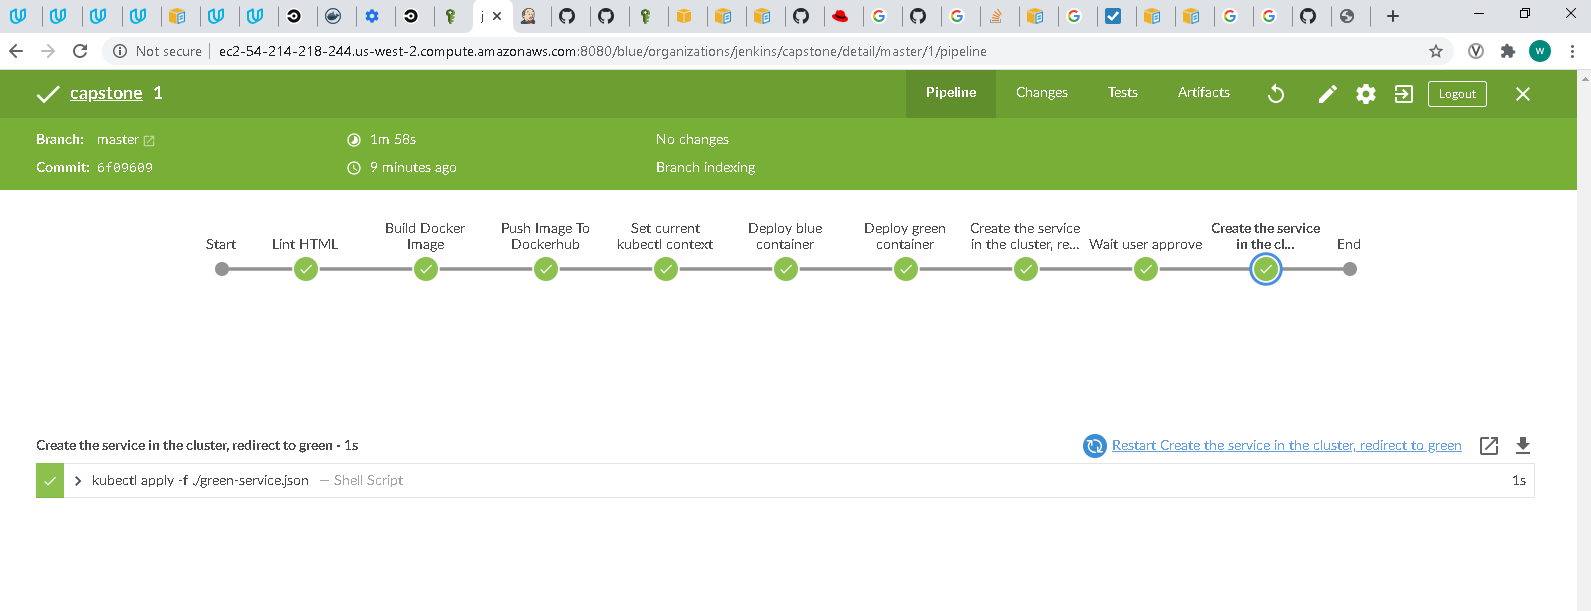 j
w
Not secure
ec2-54-214-218-244.us-west-2.compute.amazonaws.com:8080/blue/organizations/jenkins/capstone/detail/master/1/pipeline
V
capstone 1
Pipeline
Changes
Tests
Artifacts
Logout
Branch: master
1m 58s
No changes
Commit: 6f09609
9 minutes ago
Branch indexing
Start
Lint HTML
Build Docker
Image
Push Image To
Dockerhub
Set current
kubectl context
Deploy blue
container
Deploy green
container
Create the service
in the cluster, re...
Wait user approve
Create the service
in the cl...
End
Create the service in the cluster, redirect to green - 1s
Restart Create the service in the cluster, redirect to green
kubectl apply -f ./green-service.json — Shell Script
1s